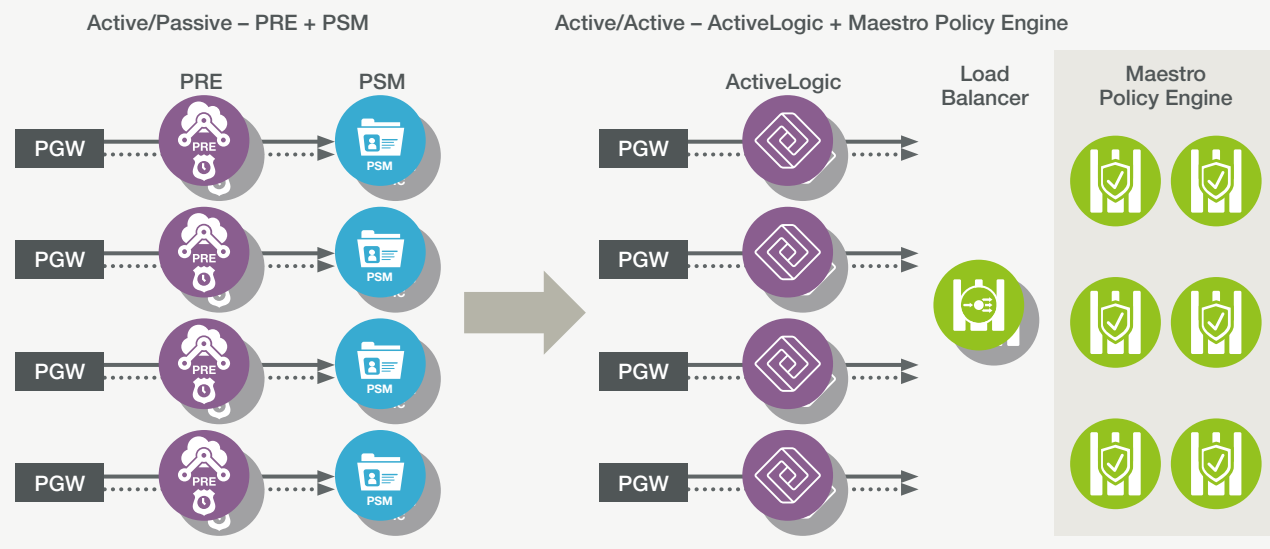 Active/Passive – PRE + PSM
PRE
PSM
PGW
PRE
PSM
PGW
PRE
PSM
PGW
PRE
PSM
PGW
PRE
PSM
Active/Active – ActiveLogic + Maestro Policy Engine
ActiveLogic
Load
Balancer
Maestro
Policy Engine
PGW
PGW
PGW
PGW